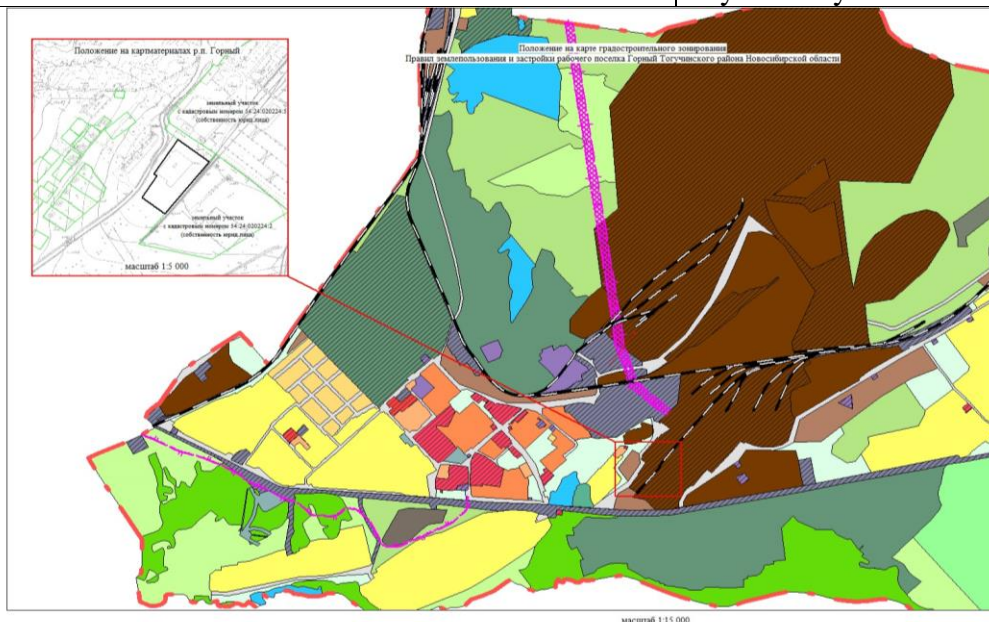 Положение на картматериалах р.п. Горный
земельный участок
с кадастровым номером 54:24:020224:5
(собственность юрид.лица)
земельный участок
с кадастровым номером 54:24:020224:2
(собственность юрид.лица)
масштаб 1:5 000
Положение на карте градостроительного зонирования
Правил землепользования и застройки рабочего поселка Горный Тогучинского района Новосибирской области
масштаб 1:15 000